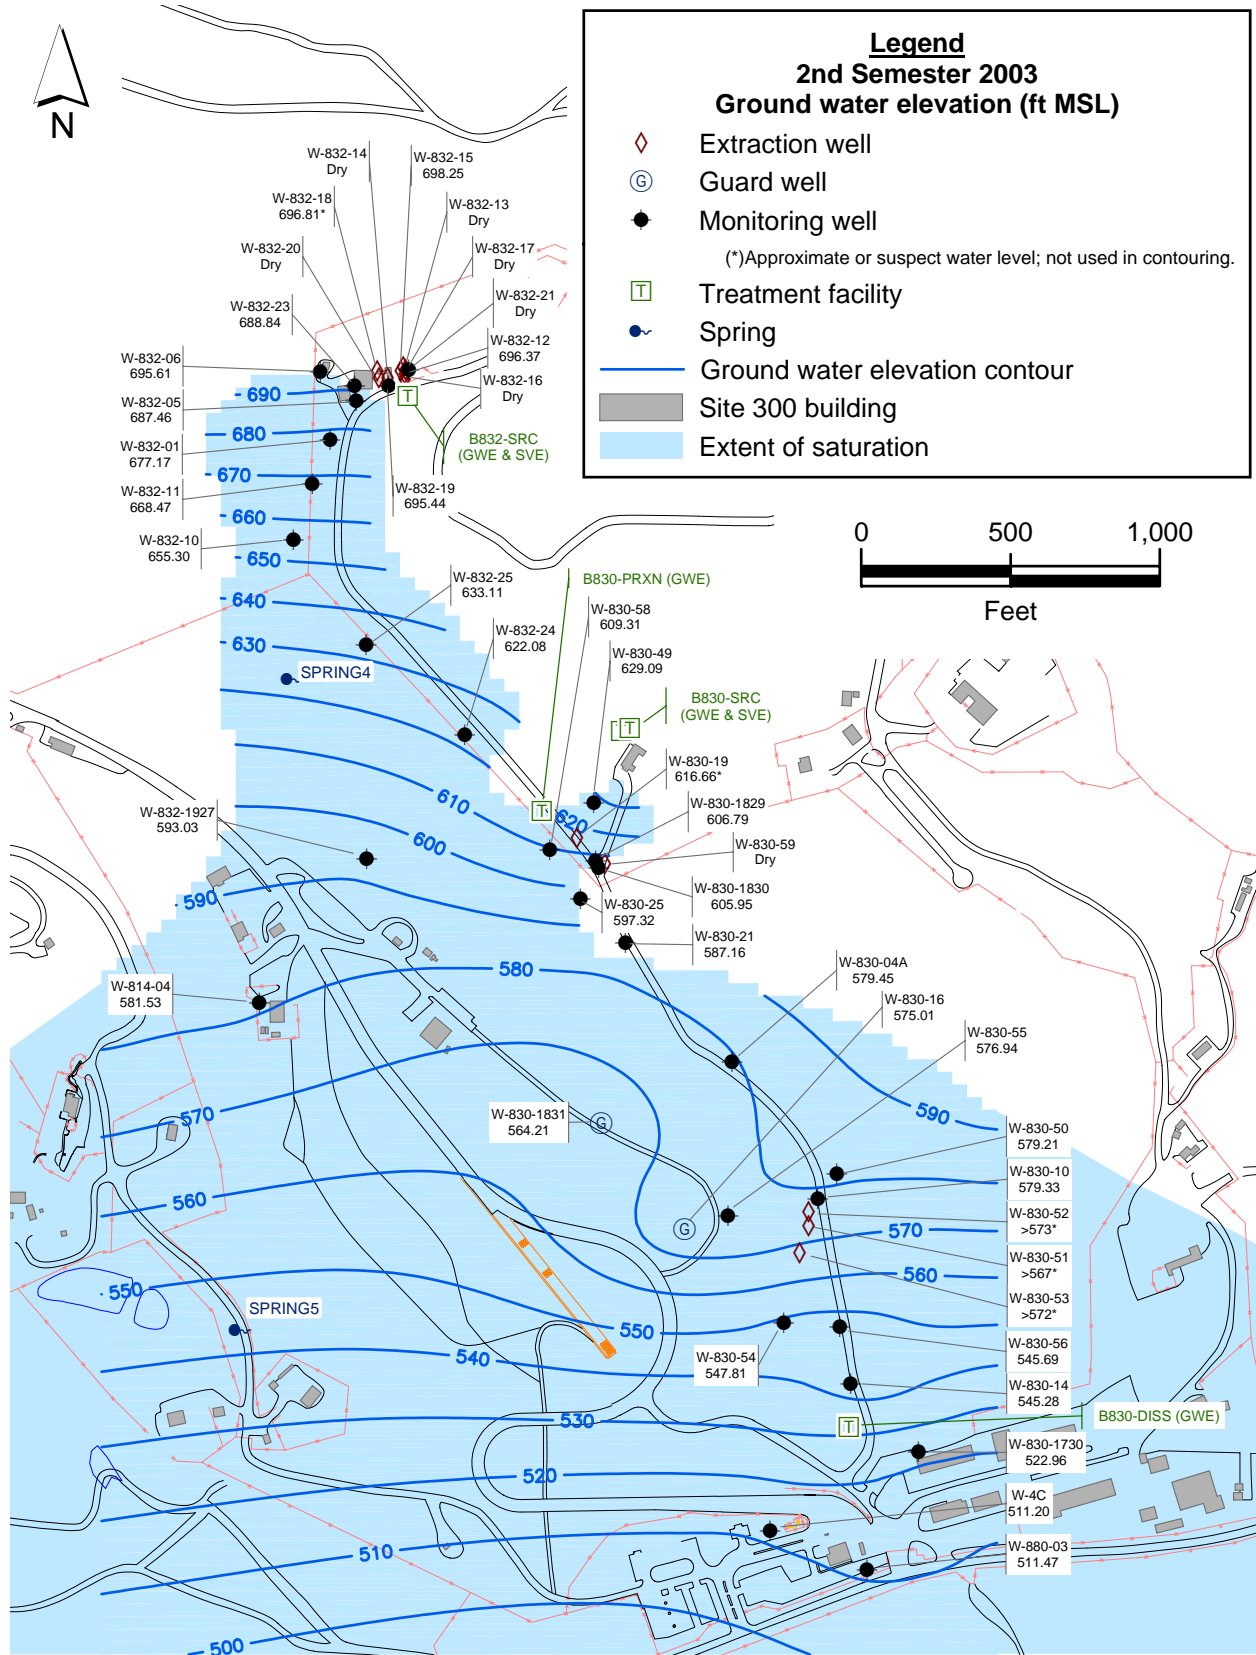 Legend
2nd Semester 2003
Ground water elevation (ft MSL)
Extraction well
G
Guard well
Monitoring well
(*)Approximate or suspect water level; not used in contouring.
T
Treatment facility
Spring
Ground water elevation contour
Site 300 building
Extent of saturation
N
0 500 1,000
Feet
W-832-14
Dry
W-832-15
698.25
W-832-18
696.81*
W-832-13
Dry
W-832-20
Dry
W-832-17
Dry
W-832-23
688.84
W-832-21
Dry
W-832-06
695.61
W-832-12
696.37
W-832-05
687.46
W-832-16
Dry
T
B832-SRC
(GWE & SVE)
W-832-01
677.17
W-832-11
668.47
W-832-19
695.44
W-832-10
655.30
690
680
670
660
650
640
630
W-832-25
633.11
B830-PRXN (GWE)
W-830-58
609.31
W-832-24
622.08
W-830-49
629.09
SPRING4
B830-SRC
(GWE & SVE)
T
W-830-19
616.66*
T
610
620
W-830-1829
606.79
W-832-1927
593.03
600
W-830-59
Dry
W-830-1830
605.95
590
W-830-25
597.32
W-830-21
587.16
580
W-830-04A
579.45
W-814-04
581.53
W-830-16
575.01
W-830-55
576.94
570
590
W-830-1831
564.21
G
W-830-50
579.21
W-830-10
579.33
560
W-830-52
>573*
G
570
W-830-51
>567*
560
W-830-53
>572*
550
SPRING5
550
W-830-56
545.69
540
W-830-54
547.81
W-830-14
545.28
530
T
B830-DISS (GWE)
W-830-1730
522.96
520
W-4C
511.20
510
W-880-03
511.47
500